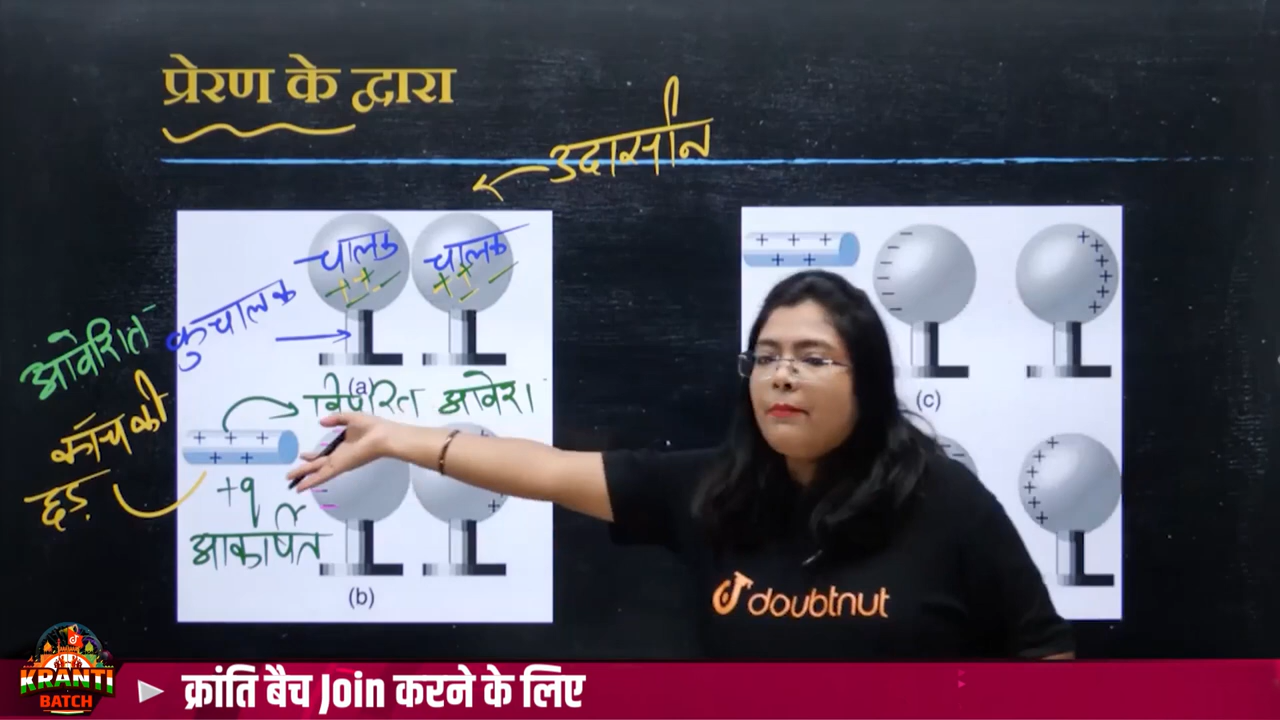 प्रेरण के द्वारा
उदासीन
चालक चालक
कुचालक
आवेशित
काँच की
छड़
(a)
विपरित आवेश
+q
आकर्षित
(b)
(c)
doubtnut
KRANTI
BATCH
क्रांति बैच Join करने के लिए